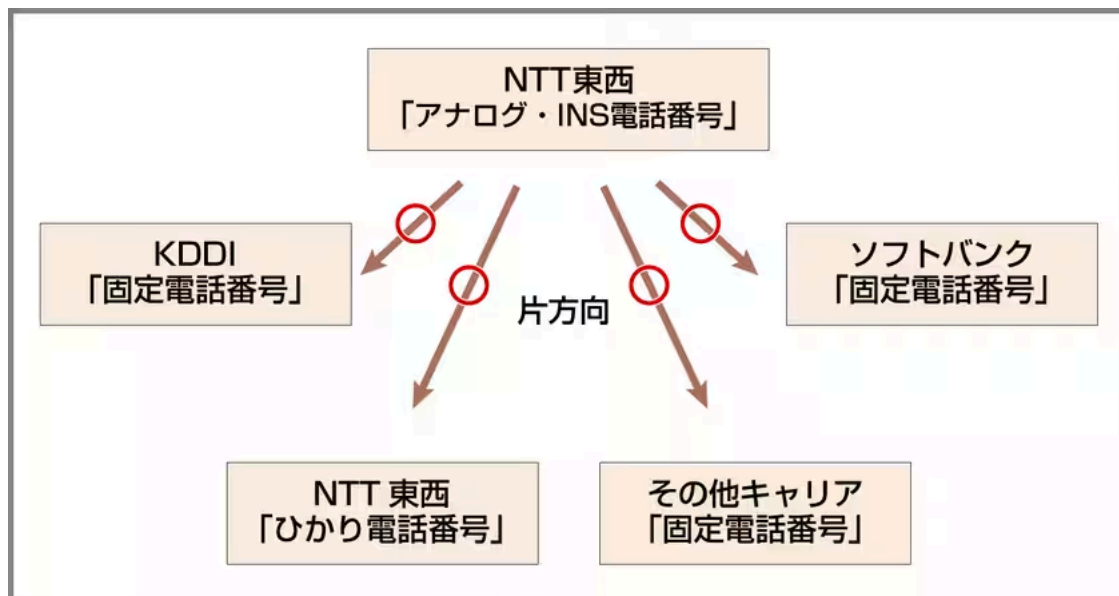 NTT東西
「アナログ・INS電話番号」
KDDI
「固定電話番号」
ソフトバンク
「固定電話番号」
片方向
NTT 東西
「ひかり電話番号」
その他キャリア
「固定電話番号」